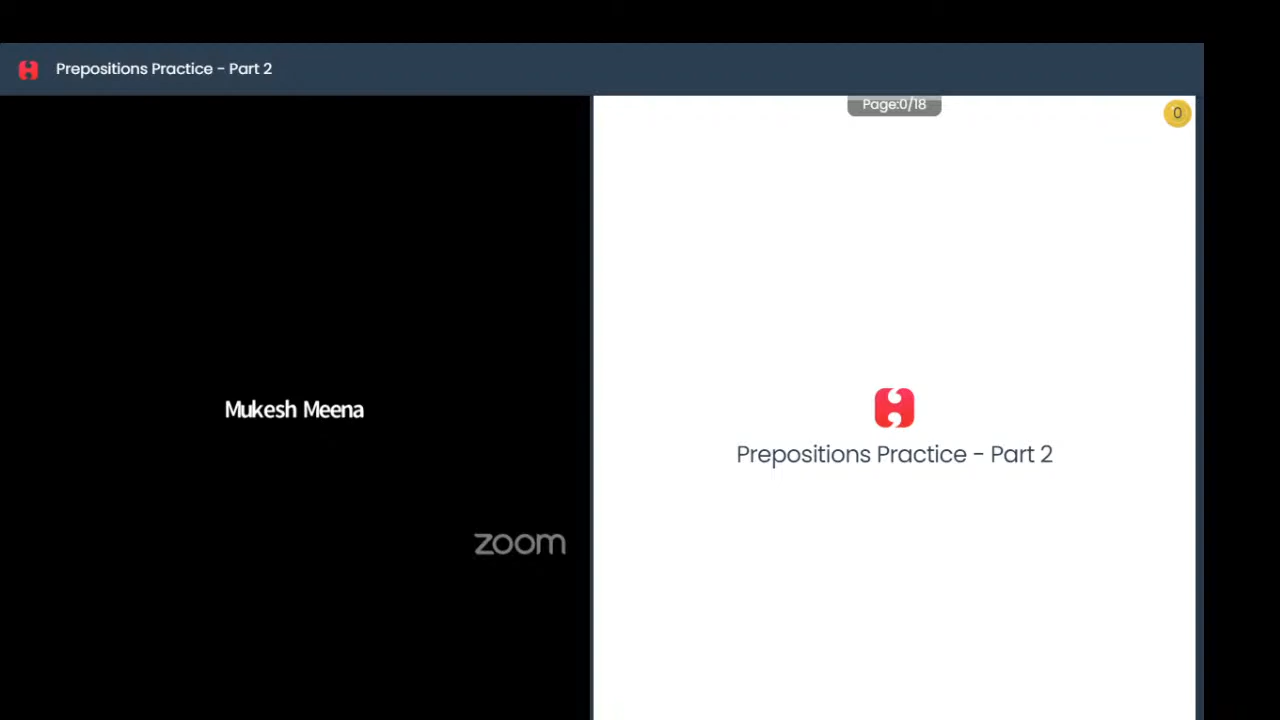 Prepositions Practice - Part 2
Page:0/18
0
Mukesh Meena
Prepositions Practice - Part 2
zoom